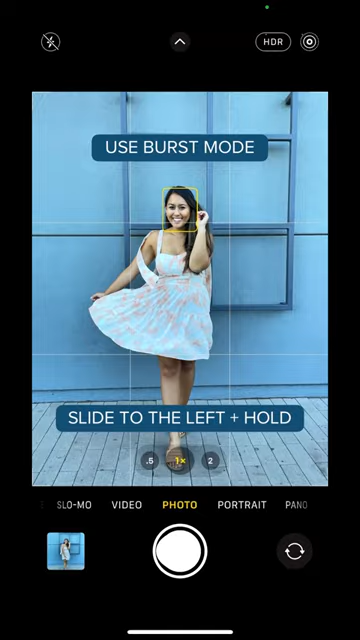 HDR
USE BURST MODE
SLIDE TO THE LEFT + HOLD
.5 1× 2
SLO-MO VIDEO PHOTO PORTRAIT PANO